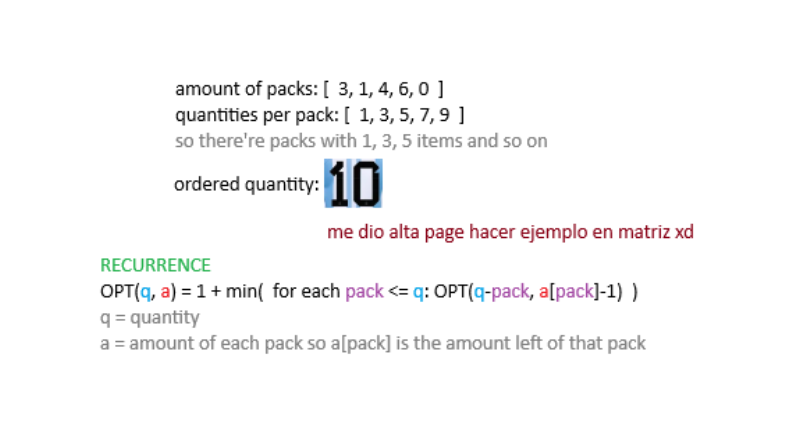 amount of packs: [ 3, 1, 4, 6, 0 ]
quantities per pack: [ 1, 3, 5, 7, 9 ]
so there're packs with 1, 3, 5 items and so on
ordered quantity: 10
me dio alta page hacer ejemplo en matriz xd
RECURRENCE
OPT(q, a) = 1 + min( for each pack <= q: OPT(q-pack, a[pack]-1) )
q = quantity
a = amount of each pack so a[pack] is the amount left of that pack